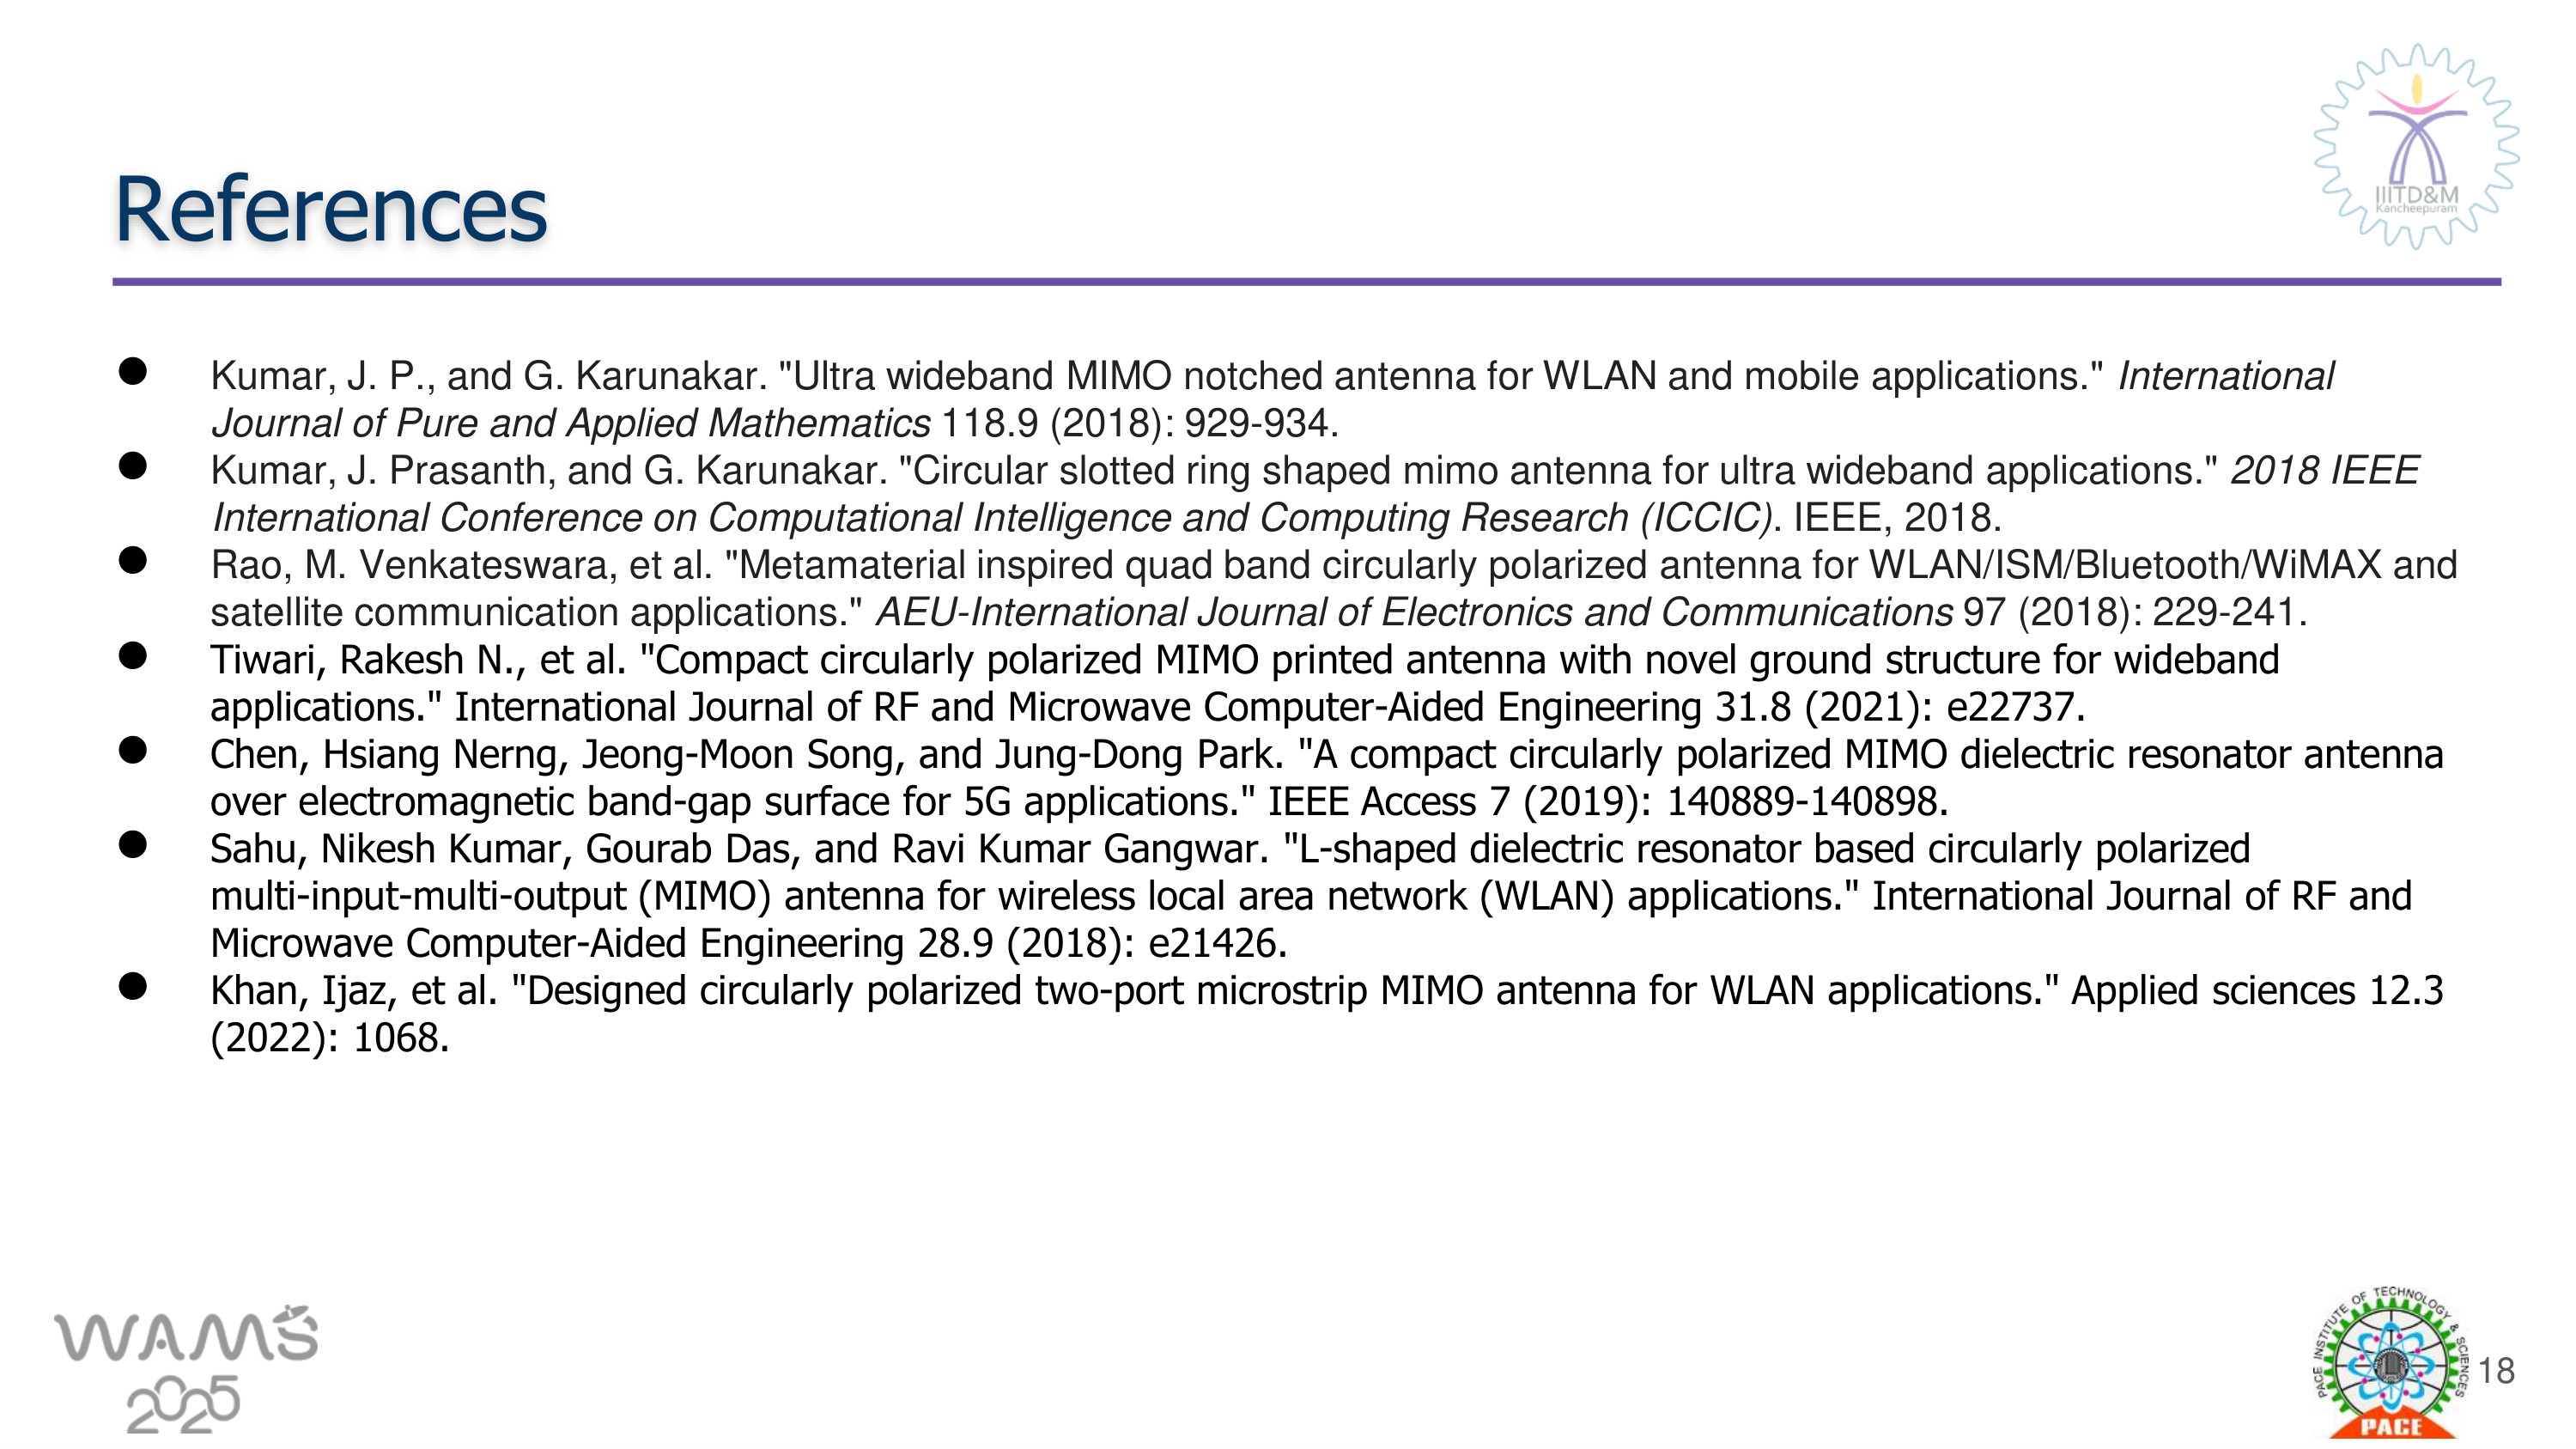 IIITD&M
Kancheepuram
References
● Kumar, J. P., and G. Karunakar. "Ultra wideband MIMO notched antenna for WLAN and mobile applications." International
Journal of Pure and Applied Mathematics 118.9 (2018): 929-934.
● Kumar, J. Prasanth, and G. Karunakar. "Circular slotted ring shaped mimo antenna for ultra wideband applications." 2018 IEEE
International Conference on Computational Intelligence and Computing Research (ICCIC). IEEE, 2018.
● Rao, M. Venkateswara, et al. "Metamaterial inspired quad band circularly polarized antenna for WLAN/ISM/Bluetooth/WiMAX and
satellite communication applications." AEU-International Journal of Electronics and Communications 97 (2018): 229-241.
● Tiwari, Rakesh N., et al. "Compact circularly polarized MIMO printed antenna with novel ground structure for wideband
applications." International Journal of RF and Microwave Computer-Aided Engineering 31.8 (2021): e22737.
● Chen, Hsiang Nerng, Jeong-Moon Song, and Jung-Dong Park. "A compact circularly polarized MIMO dielectric resonator antenna
over electromagnetic band-gap surface for 5G applications." IEEE Access 7 (2019): 140889-140898.
● Sahu, Nikesh Kumar, Gourab Das, and Ravi Kumar Gangwar. "L-shaped dielectric resonator based circularly polarized
multi-input-multi-output (MIMO) antenna for wireless local area network (WLAN) applications." International Journal of RF and
Microwave Computer-Aided Engineering 28.9 (2018): e21426.
● Khan, Ijaz, et al. "Designed circularly polarized two-port microstrip MIMO antenna for WLAN applications." Applied sciences 12.3
(2022): 1068.
WAMS
2025
PACE INSTITUTE OF TECHNOLOGY & SCIENCES
PACE
18